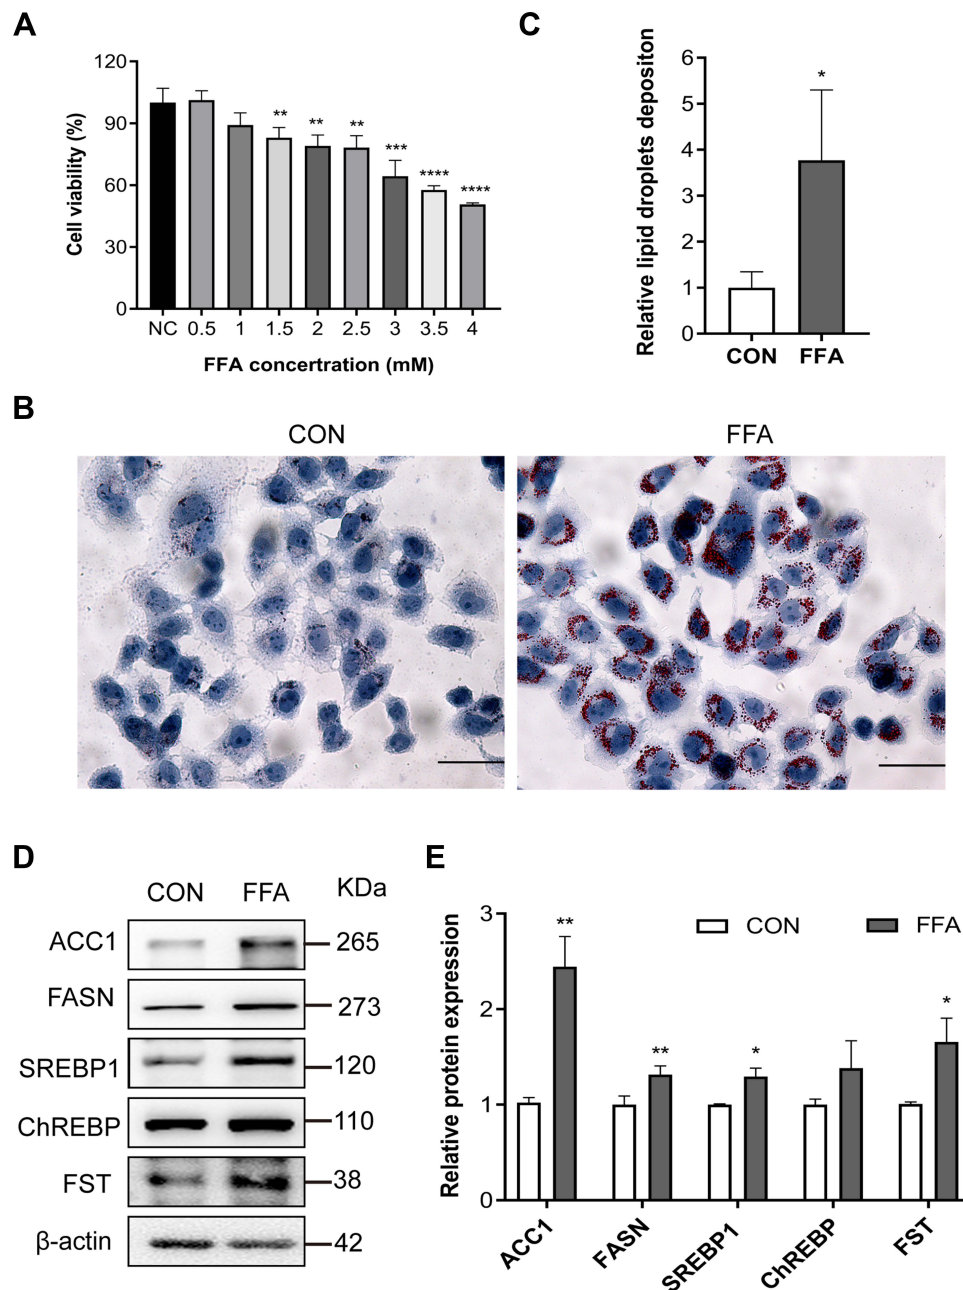 A
Cell viability (%)
120
90
60
30
0
** ** ** *** **** ****
NC 0.5 1 1.5 2 2.5 3 3.5 4
FFA concertration (mM)
C
Relative lipid droplets depositon
6
5
4
3
2
1
0
*
CON FFA
B
CON FFA
D
CON FFA KDa
ACC1 265
FASN 273
SREBP1 120
ChREBP 110
FST 38
β-actin 42
E
Relative protein expression
3
2
1
0
CON FFA
** ** * *
ACC1 FASN SREBP1 ChREBP FST